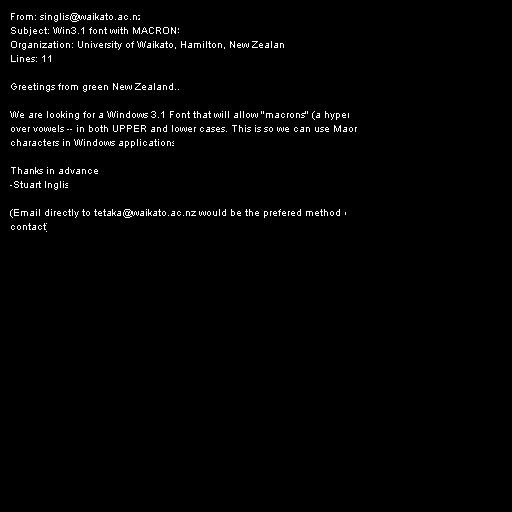 From: singlis@waikato.ac.nz
Subject: Win3.1 font with MACRONS
Organization: University of Waikato, Hamilton, New Zealan
Lines: 11
Greetings from green New Zealand..
We are looking for a Windows 3.1 Font that will allow "macrons" (a hyper
over vowels -- in both UPPER and lower cases. This is so we can use Maor
characters in Windows applications
Thanks in advance
-Stuart Inglis
(Email directly to tetaka@waikato.ac.nz would be the prefered method
contact)